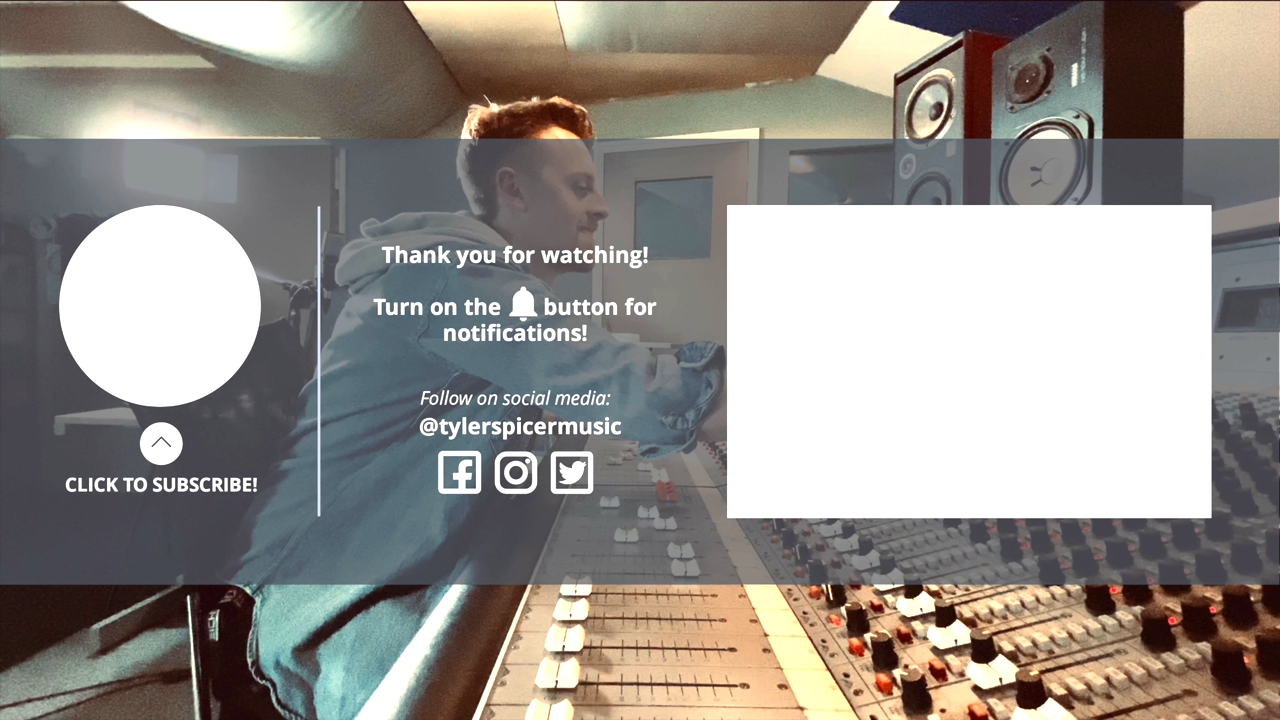 Thank you for watching!
Turn on the button for
notifications!
Follow on social media:
@tylerspicermusic
CLICK TO SUBSCRIBE!